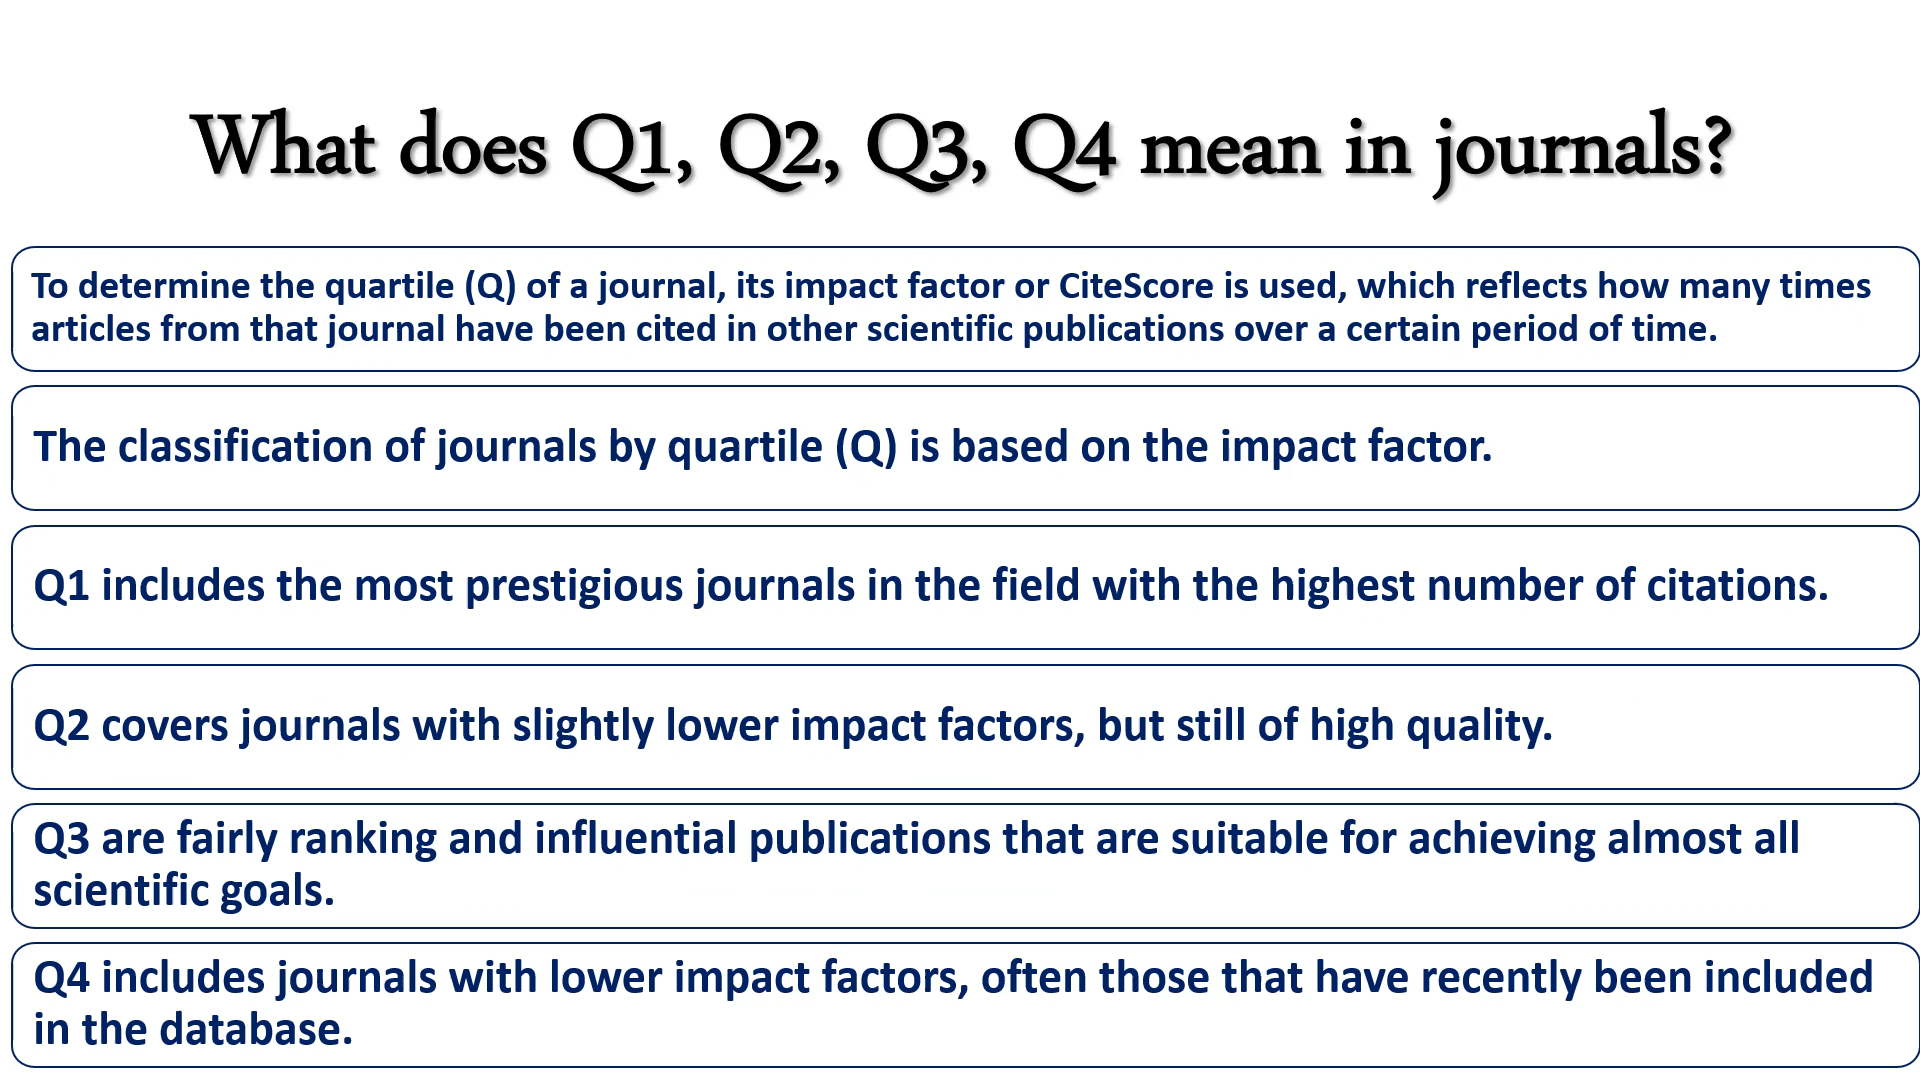 What does Q1, Q2, Q3, Q4 mean in journals?
To determine the quartile (Q) of a journal, its impact factor or CiteScore is used, which reflects how many times
articles from that journal have been cited in other scientific publications over a certain period of time.
The classification of journals by quartile (Q) is based on the impact factor.
Q1 includes the most prestigious journals in the field with the highest number of citations.
Q2 covers journals with slightly lower impact factors, but still of high quality.
Q3 are fairly ranking and influential publications that are suitable for achieving almost all
scientific goals.
Q4 includes journals with lower impact factors, often those that have recently been included
in the database.